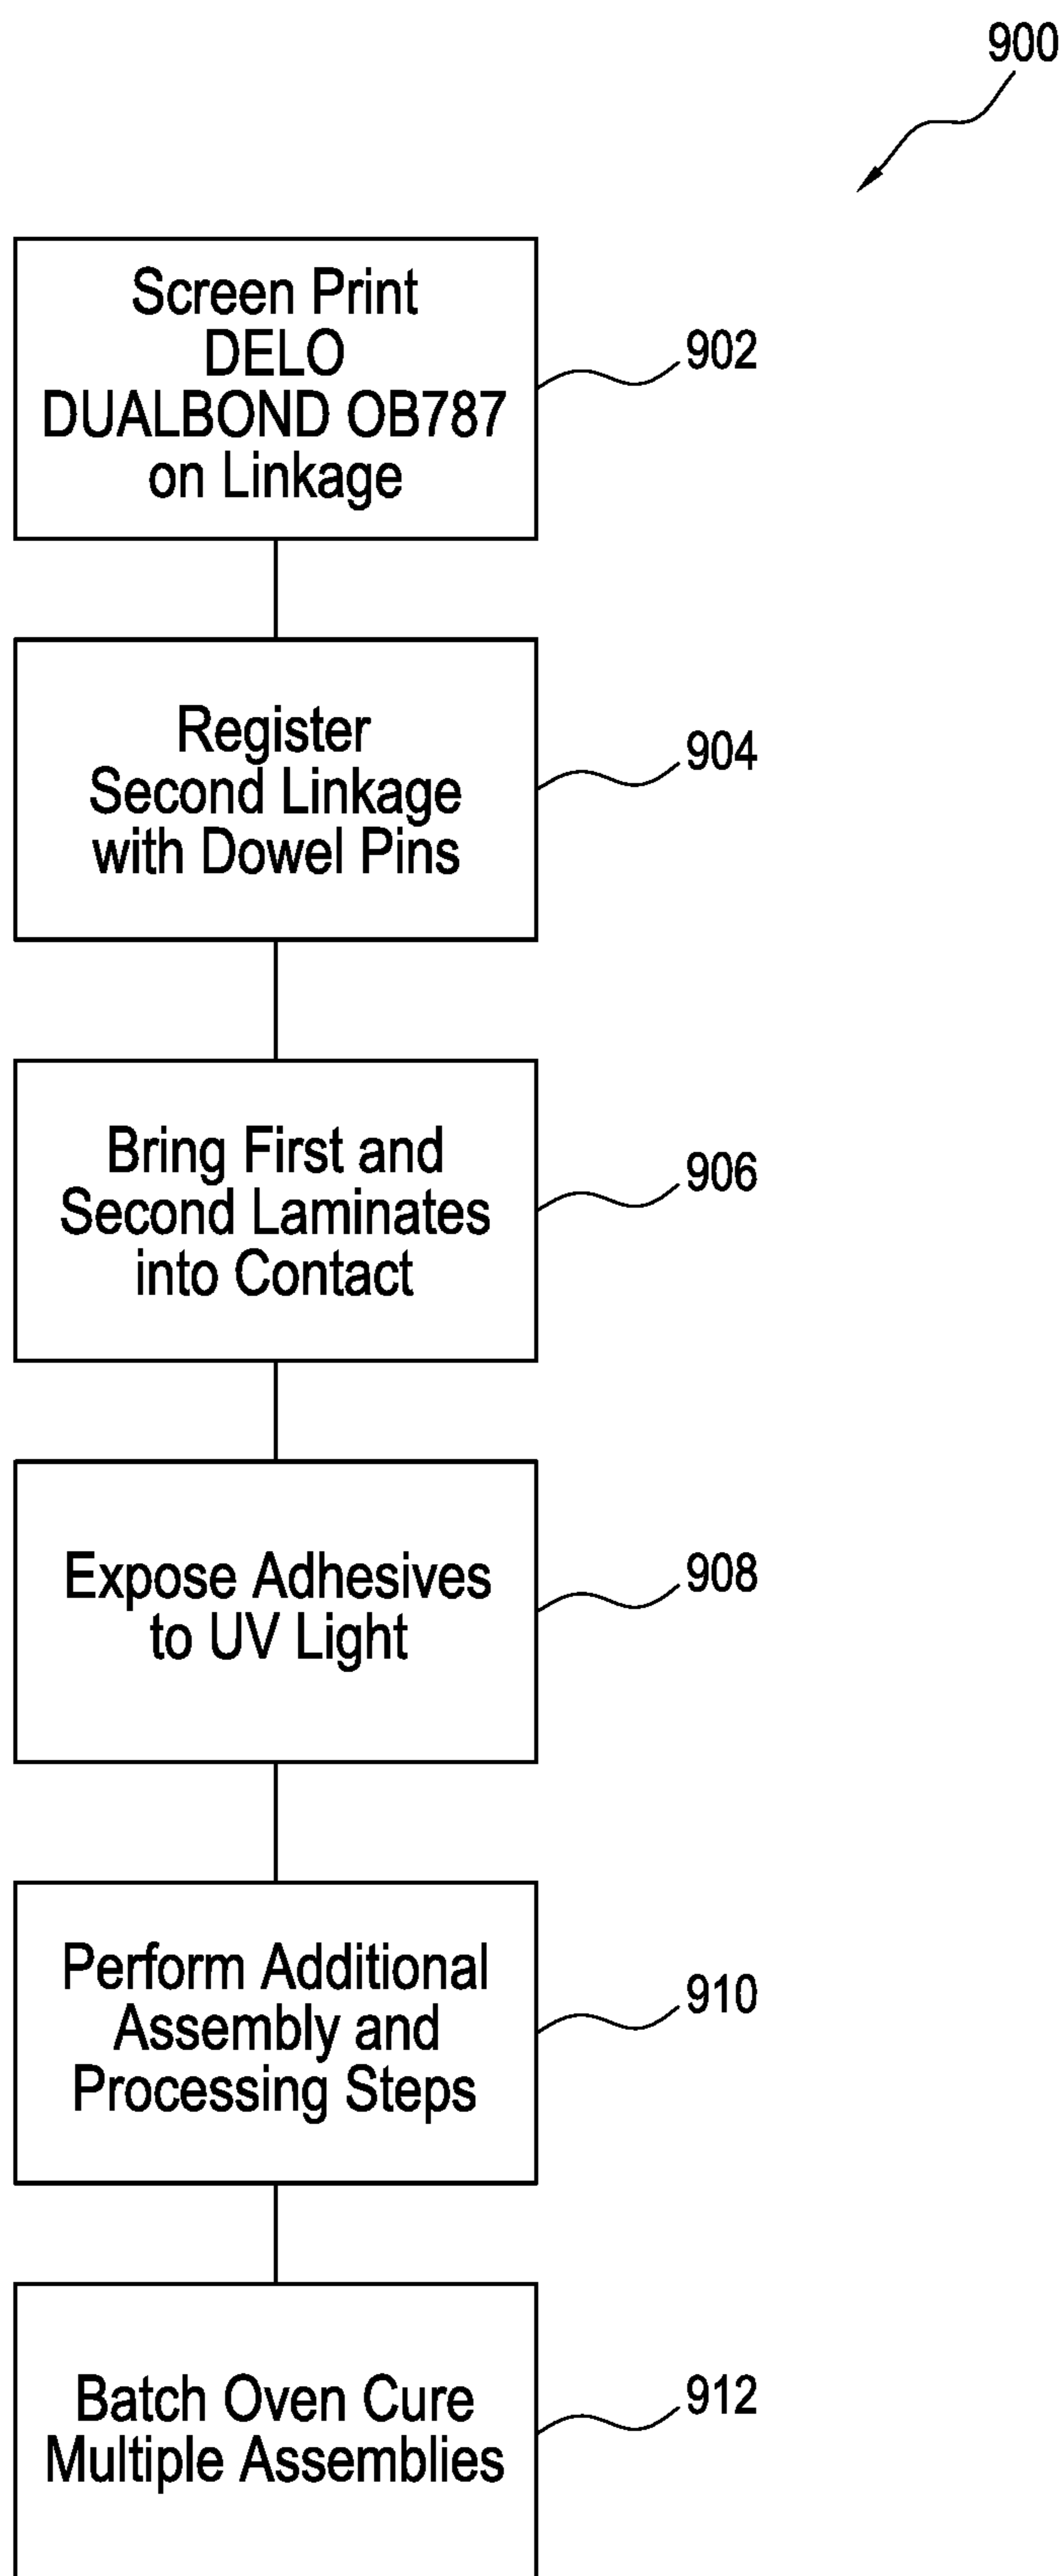 900
Screen Print
DELO
DUALBOND OB787
on Linkage
902
Register
Second Linkage
with Dowel Pins
904
Bring First and
Second Laminates
into Contact
906
Expose Adhesives
to UV Light
908
Perform Additional
Assembly and
Processing Steps
910
Batch Oven Cure
Multiple Assemblies
912